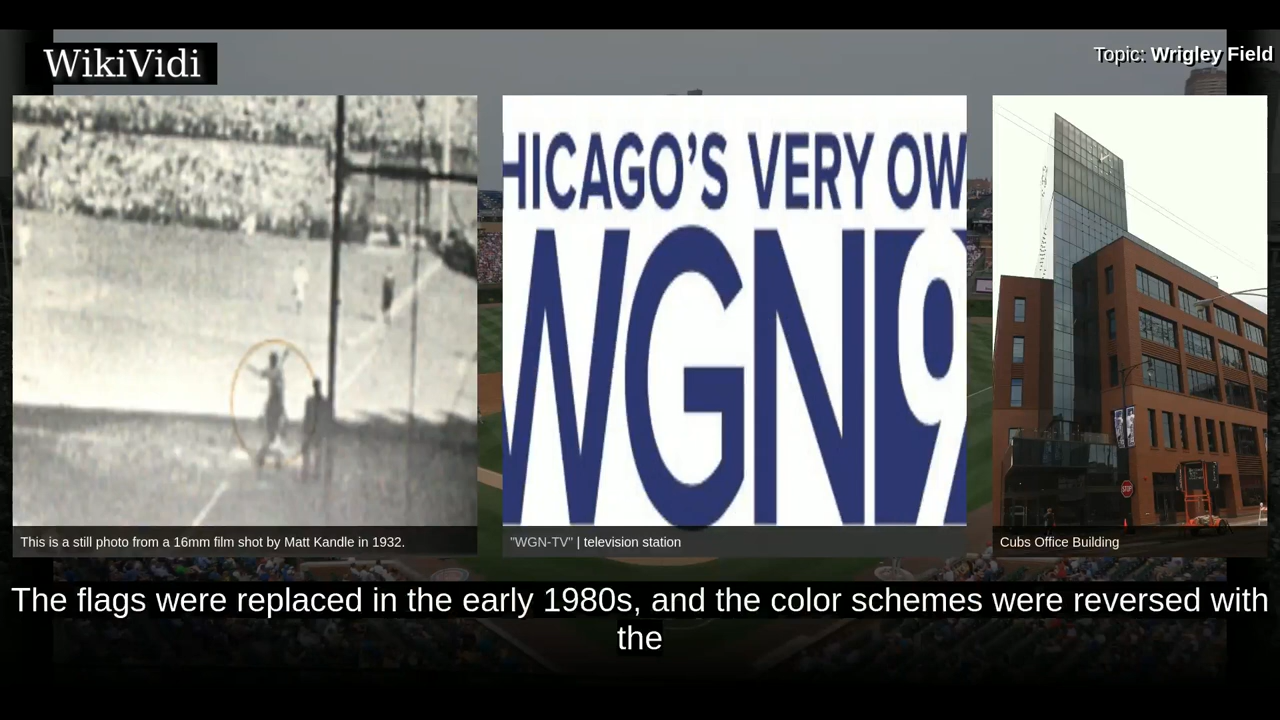 WikiVidi
Topic: Wrigley Field
HICAGO'S VERY OW
WGN9
STOP
This is a still photo from a 16mm film shot by Matt Kandle in 1932.
"WGN-TV" | television station
Cubs Office Building
The flags were replaced in the early 1980s, and the color schemes were reversed with
the